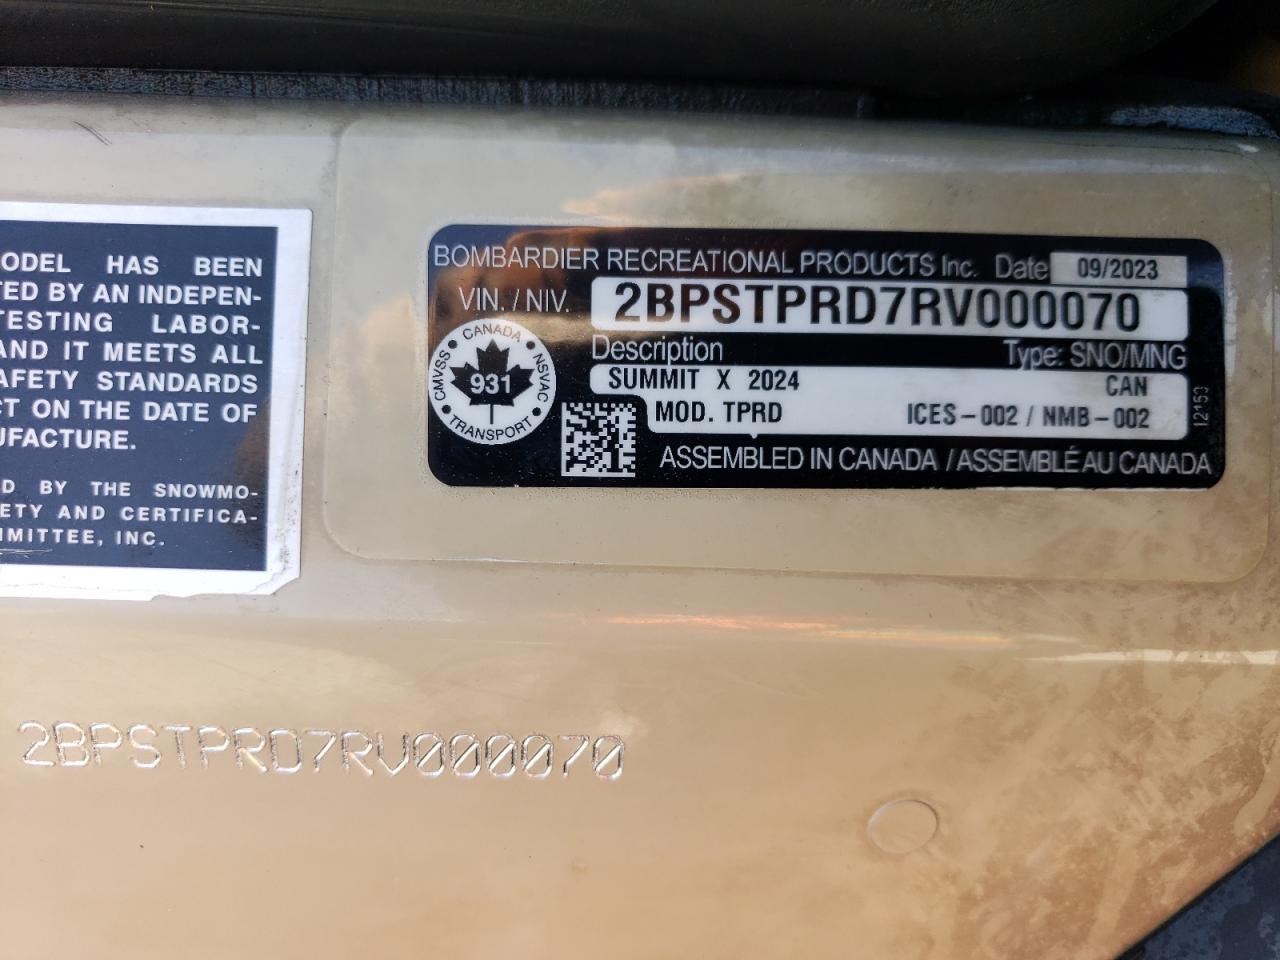 ODEL HAS BEEN
TED BY AN INDEPEN-
TESTING LABOR-
AND IT MEETS ALL
AFETY STANDARDS
CT ON THE DATE OF
UFACTURE.
D BY THE SNOWMO-
ETY AND CERTIFICA-
MMITTEE, INC.
BOMBARDIER RECREATIONAL PRODUCTS Inc. Date 09/2023
VIN. / NIV. 2BPSTPRD7RV000070
Description Type: SNO/MNG
SUMMIT X 2024 CAN
MOD. TPRD ICES-002 / NMB-002
ASSEMBLED IN CANADA / ASSEMBLÉ AU CANADA
12153
CANADA
CMVSS 931 NSVAC
TRANSPORT
2BPSTPRD7RV000070